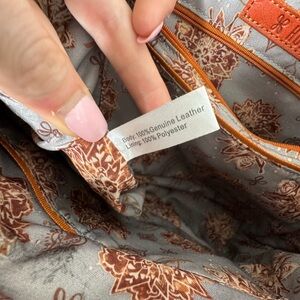 Body: 100%Genuine Leather
Lining: 100%Polyester